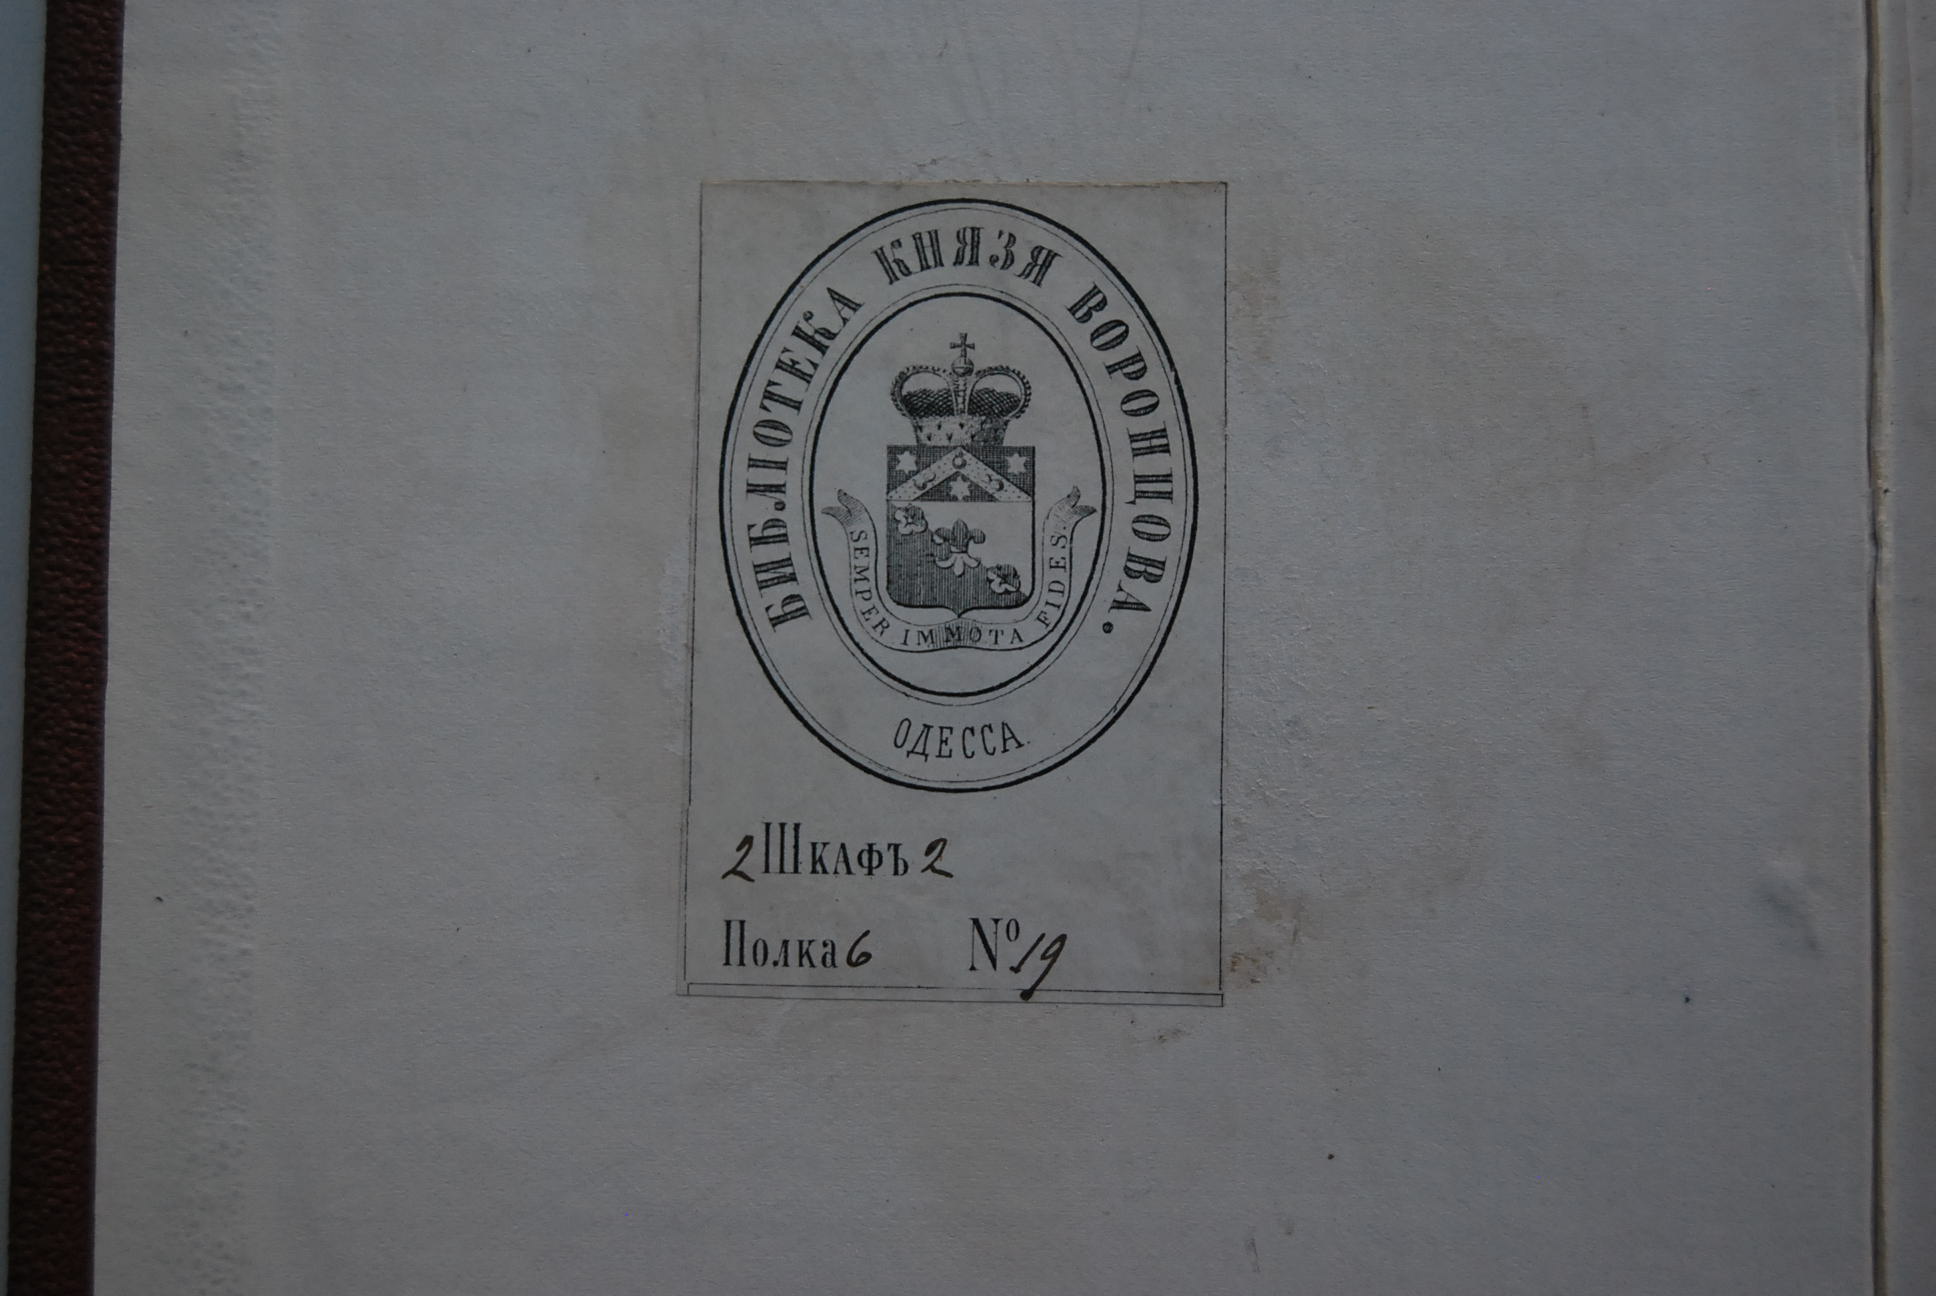 БИБЛІОТЕКА КНЯЗЯ ВОРОНЦОВА.
SEMPER IMMOTA FIDES.
ОДЕССА.
2 Шкафъ 2
Полка 6 № 19